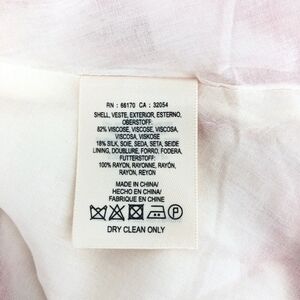 RN : 66170 CA : 32054
SHELL, VESTE, EXTERIOR, ESTERNO,
OBERSTOFF:
82% VISCOSE, VISCOSE, VISCOSA,
VISCOSA, VISKOSE
18% SILK, SOIE, SEDA, SETA, SEIDE
LINING, DOUBLURE, FORRO, FODERA,
FUTTERSTOFF:
100% RAYON, RAYONNE, RAYÓN,
RAYON, REYON
MADE IN CHINA/
HECHO EN CHINA/
FABRIQUE EN CHINE
P
DRY CLEAN ONLY